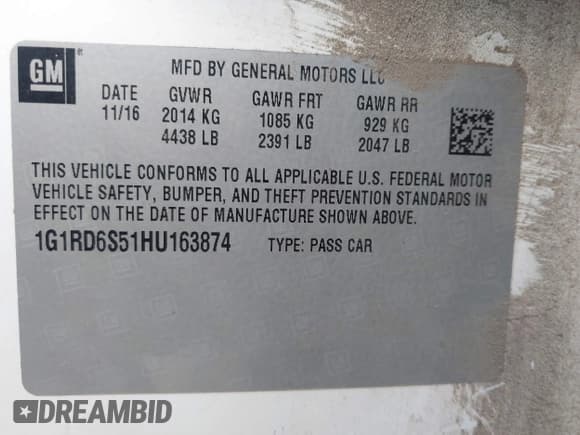 GM
MFD BY GENERAL MOTORS LLC
DATE GVWR GAWR FRT GAWR RR
11/16 2014 KG 1085 KG 929 KG
4438 LB 2391 LB 2047 LB
THIS VEHICLE CONFORMS TO ALL APPLICABLE U.S. FEDERAL MOTOR
VEHICLE SAFETY, BUMPER, AND THEFT PREVENTION STANDARDS IN
EFFECT ON THE DATE OF MANUFACTURE SHOWN ABOVE.
1G1RD6S51HU163874 TYPE: PASS CAR
DREAMBID